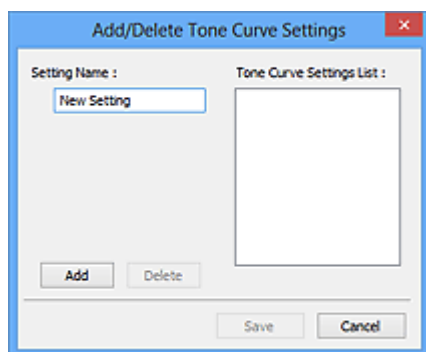 Add/Delete Tone Curve Settings
Setting Name :
Tone Curve Settings List :
New Setting
Add
Delete
Save
Cancel